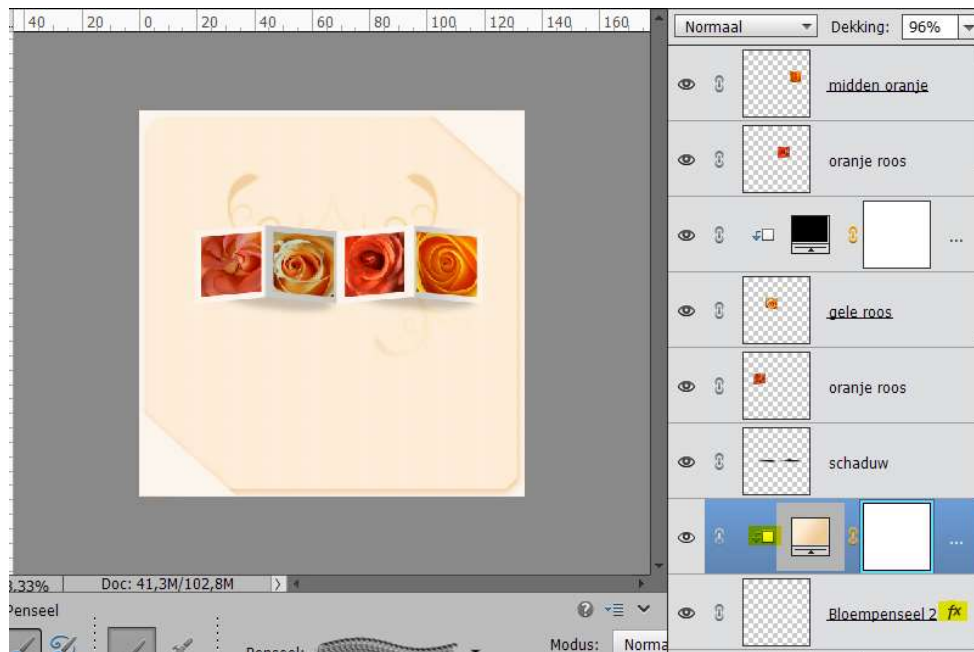 40 20 0 20 40 60 80 100 120 140 160
Normaal Dekking: 96%
midden oranje
oranje roos
...
gele roos
oranje roos
schaduw
...
Bloempenseel 2 fx
3,33% Doc: 41,3M/102,8M
Penseel
Penseel: Modus: Norma